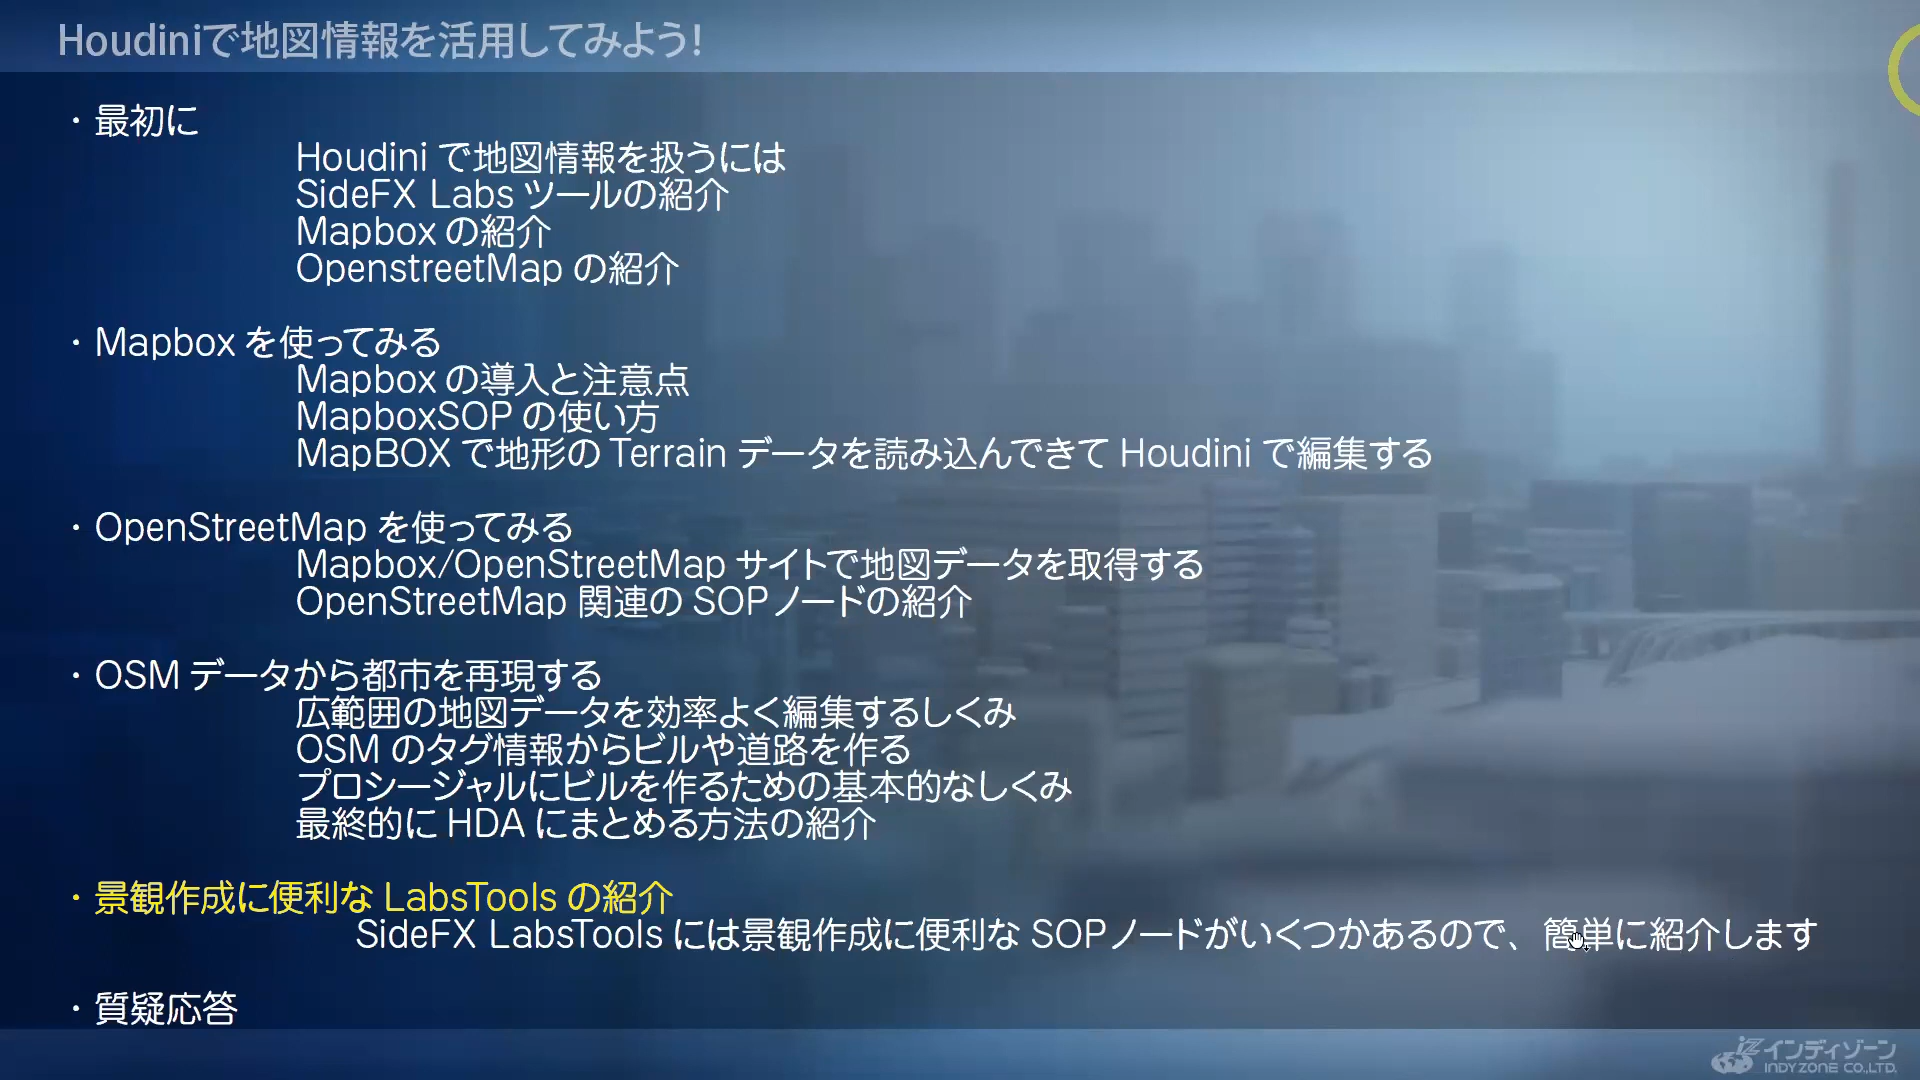 Houdiniで地図情報を活用してみよう!
・最初に
Houdini で地図情報を扱うには
SideFX Labs ツールの紹介
Mapbox の紹介
OpenstreetMap の紹介
・Mapbox を使ってみる
Mapbox の導入と注意点
MapboxSOP の使い方
MapBOX で地形の Terrain データを読み込んできて Houdini で編集する
・OpenStreetMap を使ってみる
Mapbox/OpenStreetMap サイトで地図データを取得する
OpenStreetMap 関連の SOPノードの紹介
・OSM データから都市を再現する
広範囲の地図データを効率よく編集するしくみ
OSM のタグ情報からビルや道路を作る
プロシージャルにビルを作るための基本的なしくみ
最終的に HDA にまとめる方法の紹介
・景観作成に便利な LabsTools の紹介
SideFX LabsTools には景観作成に便利な SOPノードがいくつかあるので、簡単に紹介します
・質疑応答
インディゾーン
INDYZONE CO.,LTD.